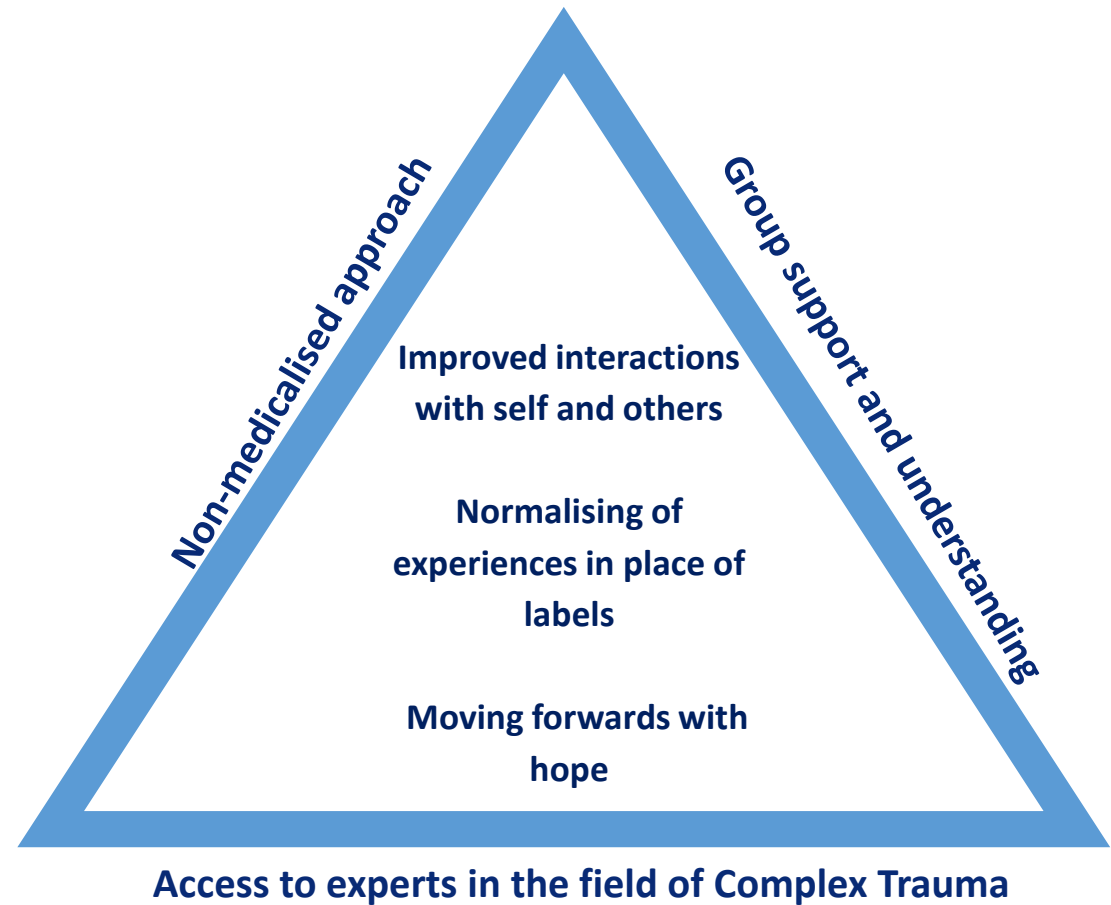 Non-medicalised approach
Group support and understanding
Improved interactions
with self and others
Normalising of
experiences in place of
labels
Moving forwards with
hope
Access to experts in the field of Complex Trauma